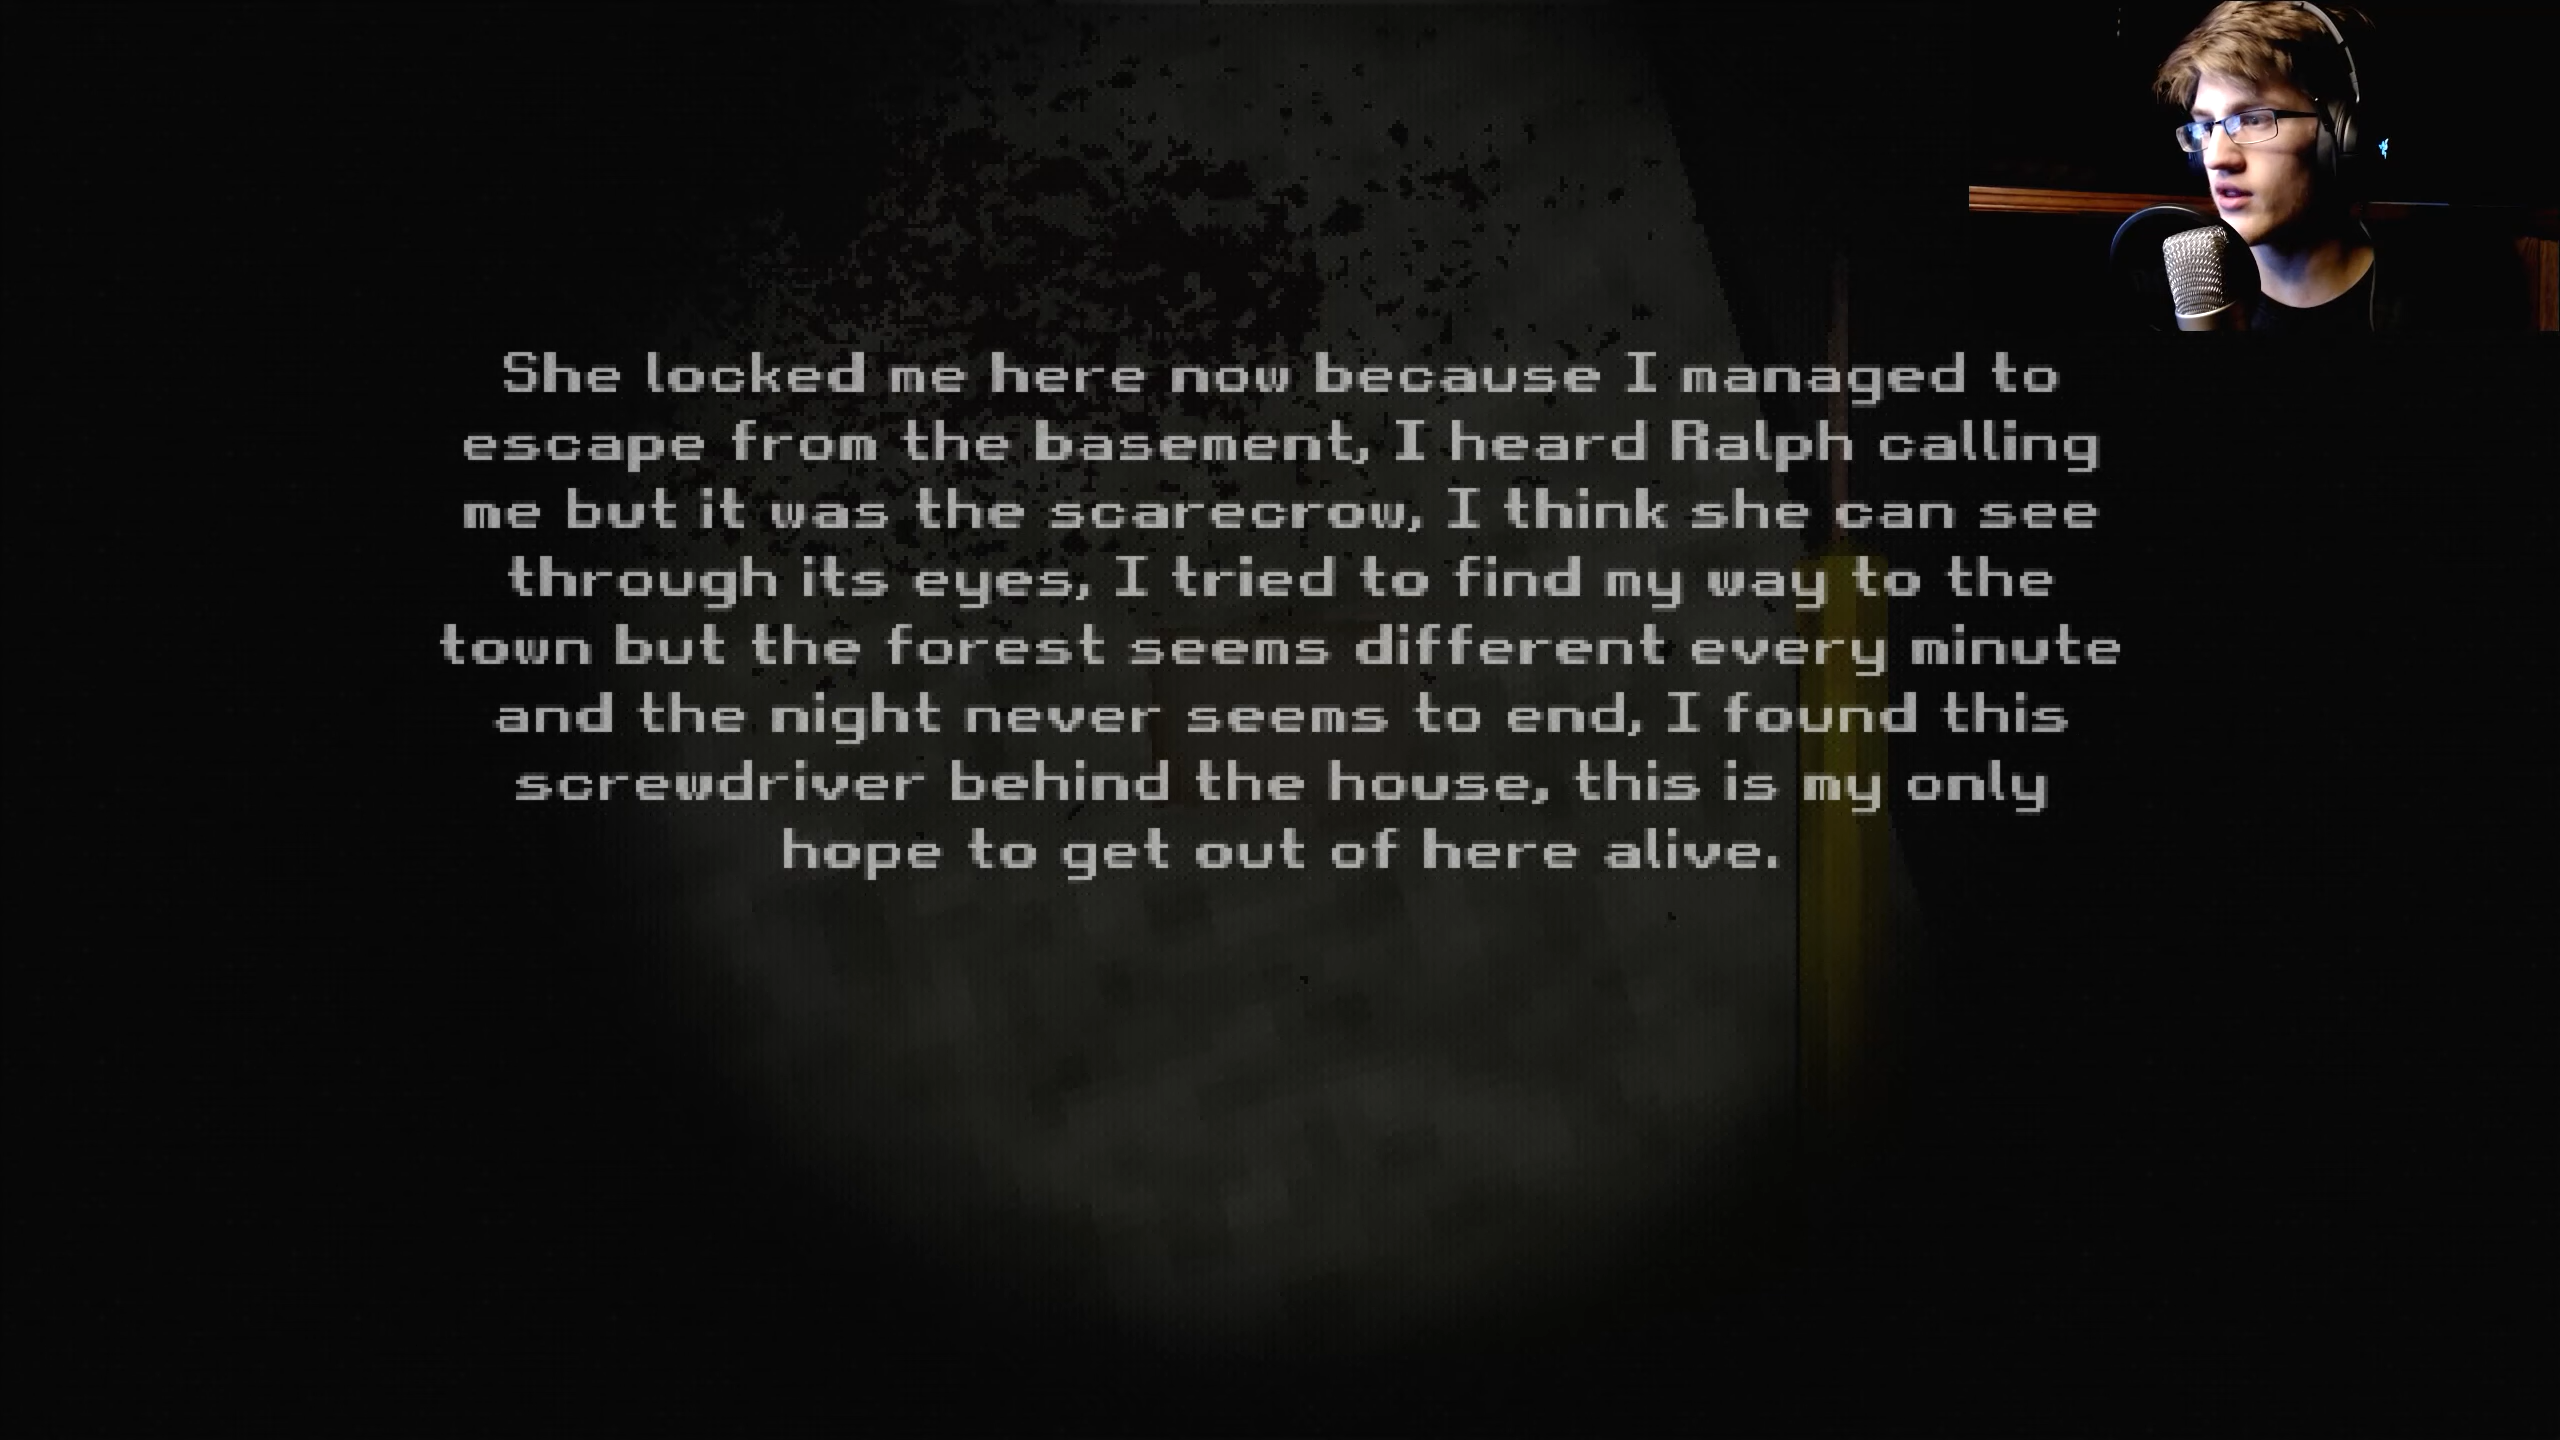 She locked me here now because I managed to
escape from the basement, I heard Ralph calling
me but it was the scarecrow, I think she can see
through its eyes, I tried to find my way to the
town but the forest seems different every minute
and the night never seems to end, I found this
screwdriver behind the house, this is my only
hope to get out of here alive.